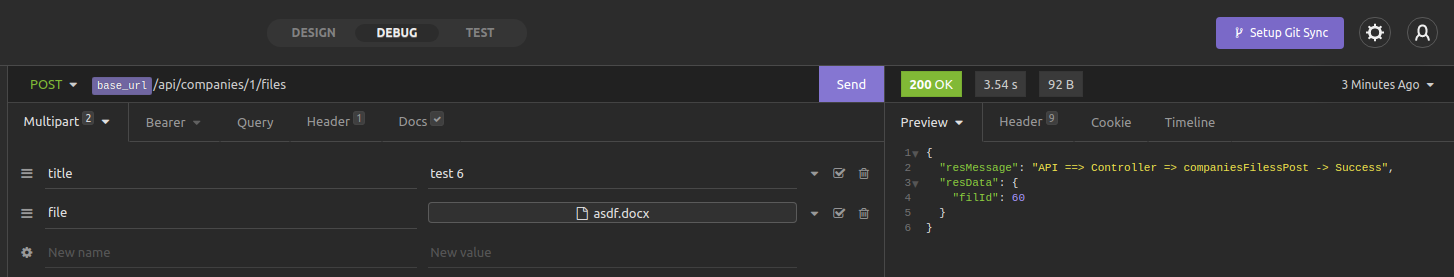 DESIGN DEBUG TEST Setup Git Sync
POST base_url/api/companies/1/files Send 200 OK 3.54 s 92 B 3 Minutes Ago
Multipart 2 Bearer Query Header 1 Docs Preview Header 9 Cookie Timeline
title test 6
file asdf.docx
New name New value
1 {
2 "resMessage": "API ==> Controller => companiesFilessPost -> Success",
3 "resData": {
4 "filId": 60
5 }
6 }